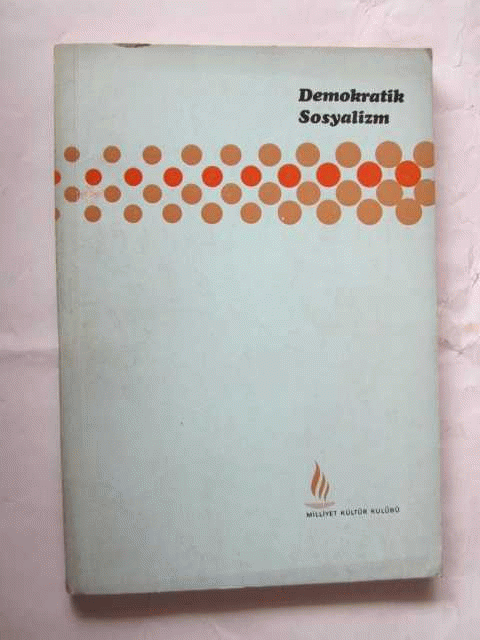 Demokratik
Sosyalizm
MİLLİYET KÜLTÜR KULÜBÜ